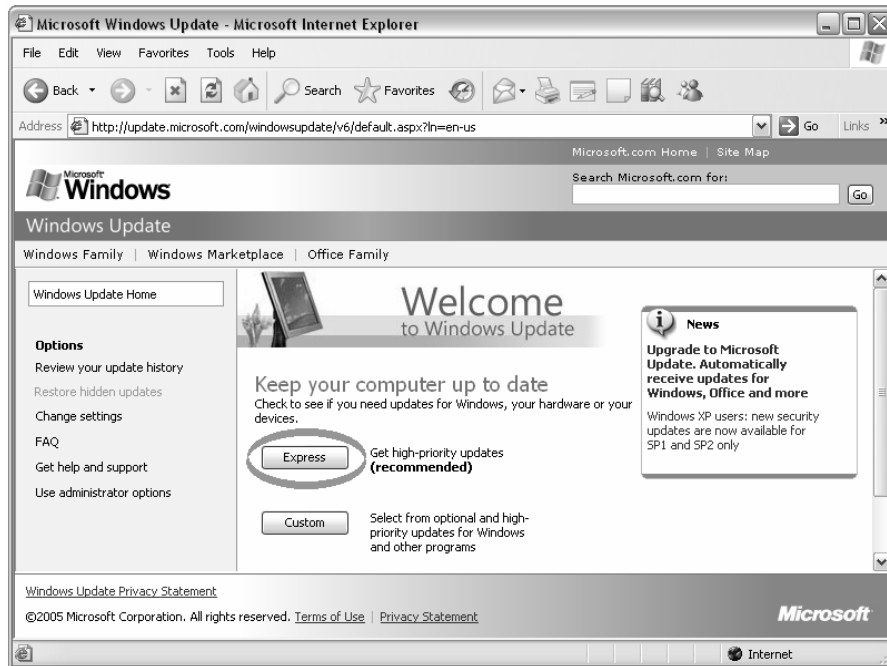 Microsoft Windows Update - Microsoft Internet Explorer
File Edit View Favorites Tools Help
Back Search Favorites
Address http://update.microsoft.com/windowsupdate/v6/default.aspx?ln=en-us Go Links »
Microsoft.com Home | Site Map
Microsoft
Windows
Search Microsoft.com for:
Go
Windows Update
Windows Family | Windows Marketplace | Office Family
Windows Update Home
Options
Review your update history
Restore hidden updates
Change settings
FAQ
Get help and support
Use administrator options
Welcome
to Windows Update
Keep your computer up to date
Check to see if you need updates for Windows, your hardware or your
devices.
Express
Get high-priority updates
(recommended)
Custom
Select from optional and high-
priority updates for Windows
and other programs
News
Upgrade to Microsoft
Update. Automatically
receive updates for
Windows, Office and more
Windows XP users: new security
updates are now available for
SP1 and SP2 only
Windows Update Privacy Statement
©2005 Microsoft Corporation. All rights reserved. Terms of Use | Privacy Statement
Microsoft
Internet